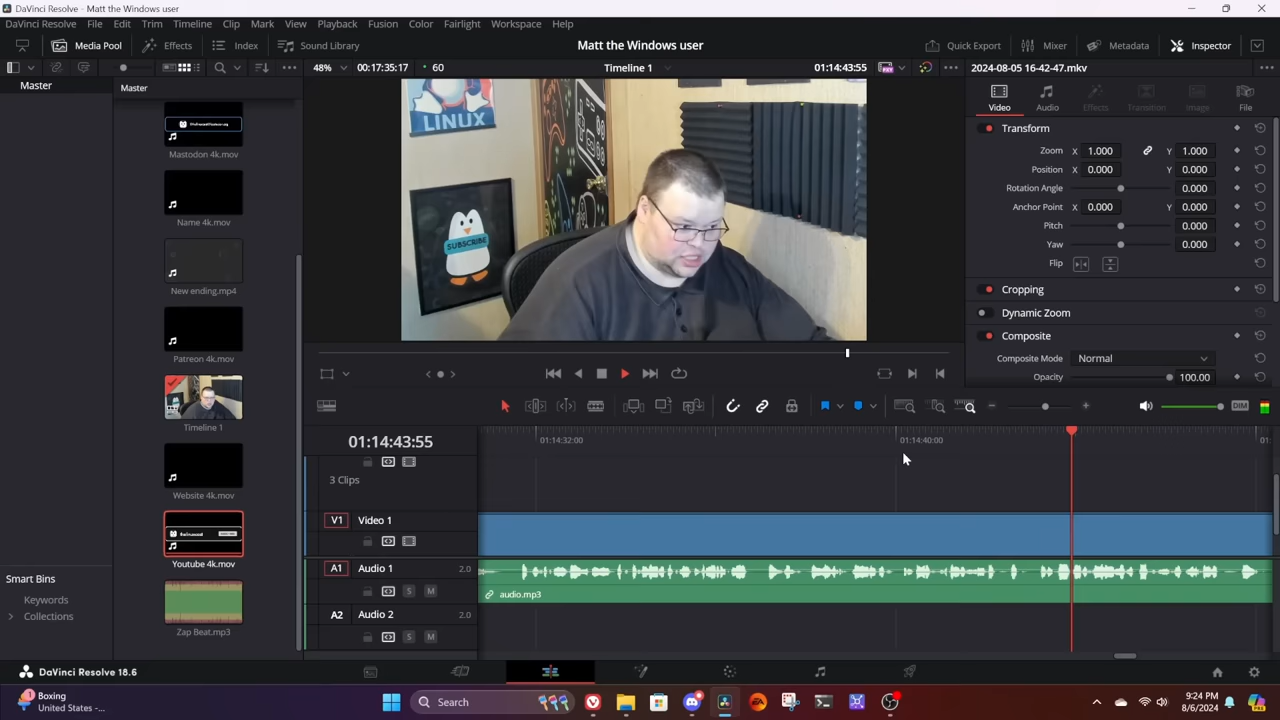 DaVinci Resolve - Matt the Windows user
DaVinci Resolve File Edit Trim Timeline Clip Mark View Playback Fusion Color Fairlight Workspace Help
Media Pool Effects Index Sound Library Matt the Windows user Quick Export Mixer Metadata Inspector
48% 00:17:35:17 60 Timeline 1 01:14:43:55 2024-08-05 16-42-47.mkv
Master
Master
Mastodon 4k.mov
Name 4k.mov
New ending.mp4
Patreon 4k.mov
Timeline 1
Website 4k.mov
Youtube 4k.mov
Zap Beat.mp3
Smart Bins
Keywords
Collections
LINUX
SUBSCRIBE
Video Audio Effects Transition Image File
Transform
Zoom X 1.000 Y 1.000
Position X 0.000 Y 0.000
Rotation Angle 0.000
Anchor Point X 0.000 Y 0.000
Pitch 0.000
Yaw 0.000
Flip
Cropping
Dynamic Zoom
Composite
Composite Mode Normal
Opacity 100.00
DIM
01:14:43:55
01:14:32:00 01:14:40:00 01:
3 Clips
V1 Video 1
A1 Audio 1 2.0
S M
audio.mp3
A2 Audio 2 2.0
S M
DaVinci Resolve 18.6
1 Boxing
United States - ...
Search
9:24 PM
8/6/2024